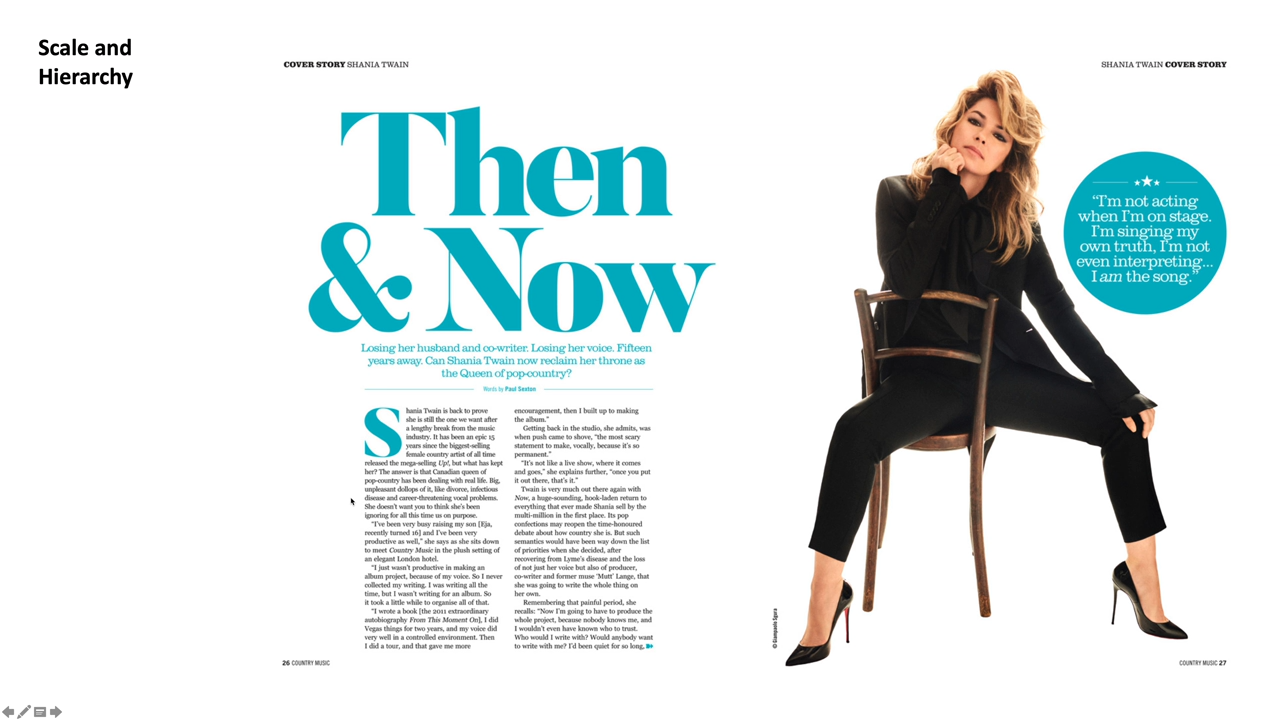 Scale and
Hierarchy
COVER STORY SHANIA TWAIN
SHANIA TWAIN COVER STORY
Then
& Now
Losing her husband and co-writer. Losing her voice. Fifteen
years away. Can Shania Twain now reclaim her throne as
the Queen of pop-country?
Words by Paul Sexton
Shania Twain is back to prove
she is still the one we want after
a lengthy break from the music
industry. It has been an epic 15
years since the biggest-selling
female country artist of all time
released the mega-selling Up!, but what has kept
her? The answer is that Canadian queen of
pop-country has been dealing with real life. Big,
unpleasant dollops of it, like divorce, infectious
disease and career-threatening vocal problems.
She doesn't want you to think she's been
ignoring for all this time us on purpose.
"I've been very busy raising my son [Eja,
recently turned 16] and I've been very
productive as well," she says as she sits down
to meet Country Music in the plush setting of
an elegant London hotel.
"I just wasn't productive in making an
album project, because of my voice. So I never
collected my writing. I was writing all the
time, but I wasn't writing for an album. So
it took a little while to organise all of that.
"I wrote a book [the 2011 extraordinary
autobiography From This Moment On], I did
Vegas things for two years, and my voice did
very well in a controlled environment. Then
I did a tour, and that gave me more
encouragement, then I built up to making
the album."
Getting back in the studio, she admits, was
when push came to shove, "the most scary
statement to make, vocally, because it's so
permanent."
"It's not like a live show, where it comes
and goes," she explains further, "once you put
it out there, that's it."
Twain is very much out there again with
Now, a huge-sounding, hook-laden return to
everything that ever made Shania sell by the
multi-million in the first place. Its pop
confections may reopen the time-honoured
debate about how country she is. But such
semantics would have been way down the list
of priorities when she decided, after
recovering from Lyme's disease and the loss
of not just her voice but also of producer,
co-writer and former muse 'Mutt' Lange, that
she was going to write the whole thing on
her own.
Remembering that painful period, she
recalls: "Now I'm going to have to produce the
whole project, because nobody knows me, and
I wouldn't even have known who to trust.
Who would I write with? Would anybody want
to write with me? I'd been quiet for so long,
"I'm not acting
when I'm on stage.
I'm singing my
own truth, I'm not
even interpreting...
I am the song."
© Giampaolo Sgura
26 COUNTRY MUSIC
COUNTRY MUSIC 27